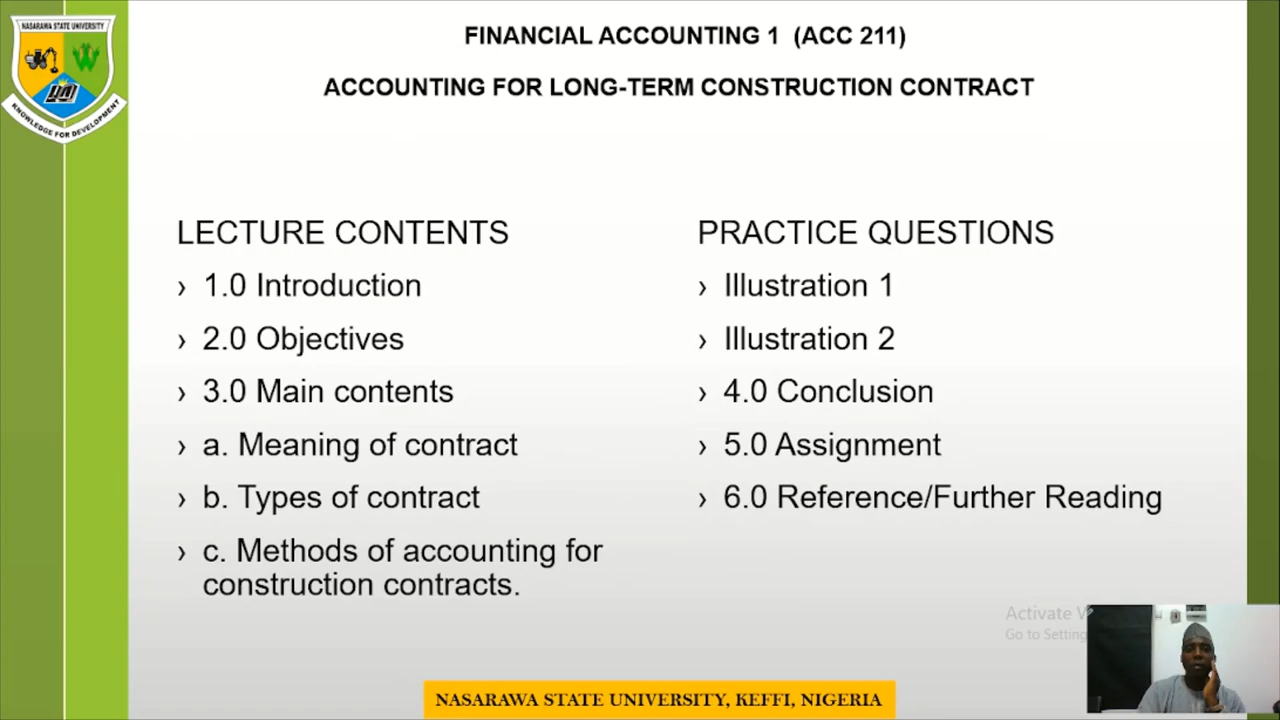 NASARAWA STATE UNIVERSITY
KNOWLEDGE FOR DEVELOPMENT
FINANCIAL ACCOUNTING 1 (ACC 211)
ACCOUNTING FOR LONG-TERM CONSTRUCTION CONTRACT
LECTURE CONTENTS
› 1.0 Introduction
› 2.0 Objectives
› 3.0 Main contents
› a. Meaning of contract
› b. Types of contract
› c. Methods of accounting for
construction contracts.
PRACTICE QUESTIONS
› Illustration 1
› Illustration 2
› 4.0 Conclusion
› 5.0 Assignment
› 6.0 Reference/Further Reading
Activate
Go to Setting
NASARAWA STATE UNIVERSITY, KEFFI, NIGERIA